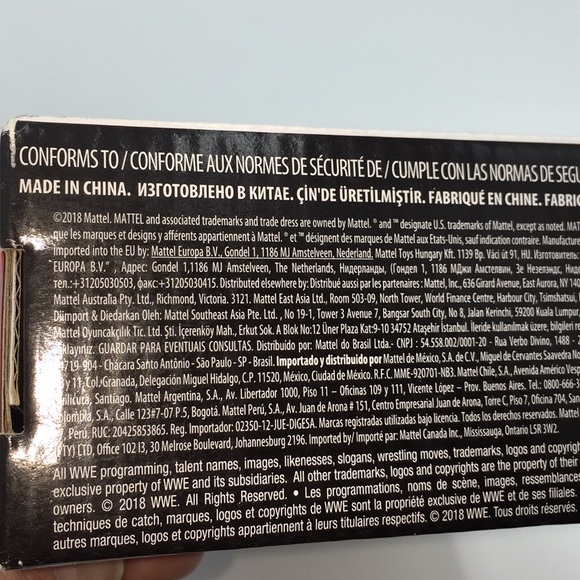 CONFORMS TO / CONFORME AUX NORMES DE SÉCURITÉ DE / CUMPLE CON LAS NORMAS DE SEGU
MADE IN CHINA. ИЗГОТОВЛЕНО В КИТАЕ. ÇİN'DE ÜRETİLMİŞTİR. FABRIQUÉ EN CHINE. FABRIC
©2018 Mattel. MATTEL and associated trademarks and trade dress are owned by Mattel. ® and ™ designate U.S. trademarks of Mattel, except as noted. MAT
que les marques et designs y afférents appartiennent à Mattel. ® et ™ désignent des marques de Mattel aux États-Unis, sauf indication contraire. Manufacture
imported into the EU by: Mattel Europa B.V., Gondel 1, 1186 MJ Amstelveen, Nederland. Mattel Toys Hungary Kft. 1139 Bp. Váci út 91, HU. Изготовитель:
EUROPA B.V.", Адрес: Gondel 1,1186 MJ Amstelveen, The Netherlands, Нидерланды, (Гондел 1, 1186 МДжи Амстелвин, Зе Незелендз, Нид
тел.+31205030503, факс:+31205030415. Distributed elsewhere by: Distribué aussi par les partenaires : Mattel, Inc., 636 Girard Avenue, East Aurora, NY 140
Mattel Australia Pty. Ltd., Richmond, Victoria. 3121. Mattel East Asia Ltd., Room 503-09, North Tower, World Finance Centre, Harbour City, Tsimshatsui,
Diimport & Diedarkan Oleh: Mattel Southeast Asia Pte. Ltd., No 19-1, Tower 3 Avenue 7, Bangsar South City, No 8, Jalan Kerinchi, 59200 Kuala Lumpur,
Mattel Oyuncakçılık Tic. Ltd. Şti. İçerenköy Mah., Erkut Sok. A Blok No:12 Üner Plaza Kat:9-10 34752 Ataşehir İstanbul. İleride kullanılmak üzere, bilgileri
klayınız. GUARDAR PARA EVENTUAIS CONSULTAS. Distribuído por: Mattel do Brasil Ltda.- CNPJ : 54.558.002/0001-20 - Rua Verbo Divino, 1488 - 2
04719-904 - Chácara Santo Antônio - São Paulo - SP - Brasil. Importado y distribuido por Mattel de México, S.A. de C.V., Miguel de Cervantes Saavedra No
y 11, Col. Granada, Delegación Miguel Hidalgo, C.P. 11520, México, Ciudad de México. R.F.C. MME-920701-NB3. Mattel Chile, S.A., Avenida Américo Vesp
Quilicura, Santiago. Mattel Argentina, S.A., Av. Libertador 1000, Piso 11 – Oficinas 109 y 111, Vicente López – Prov. Buenos Aires. Tel.: 0800-666-3
Colombia, S.A., Calle 123#7-07 P.5, Bogotá. Mattel Perú, S.A., Av. Juan de Arona # 151, Centro Empresarial Juan de Arona, Torre C, Piso 7, Oficina 704, San
, Perú, RUC: 20425853865. Reg. Importador: 02350-12-JUE-DIGESA. Marcas registradas utilizadas bajo licencia. Todos los derechos reservados. Mattel
(PTY) LTD, Office 102 I3, 30 Melrose Boulevard, Johannesburg 2196. Imported by / Importé par: Mattel Canada Inc., Mississauga, Ontario L5R 3W2.
All WWE programming, talent names, images, likenesses, slogans, wrestling moves, trademarks, logos and copyrigh
exclusive property of WWE and its subsidiaries. All other trademarks, logos and copyrights are the property of their
owners. © 2018 WWE. All Rights Reserved. • Les programmations, noms de scène, images, ressemblances
techniques de catch, marques, logos et copyrights de WWE sont la propriété exclusive de WWE et de ses filiales.
autres marques, logos et copyrights appartiennent à leurs titulaires respectifs. © 2018 WWE. Tous droits réservés.